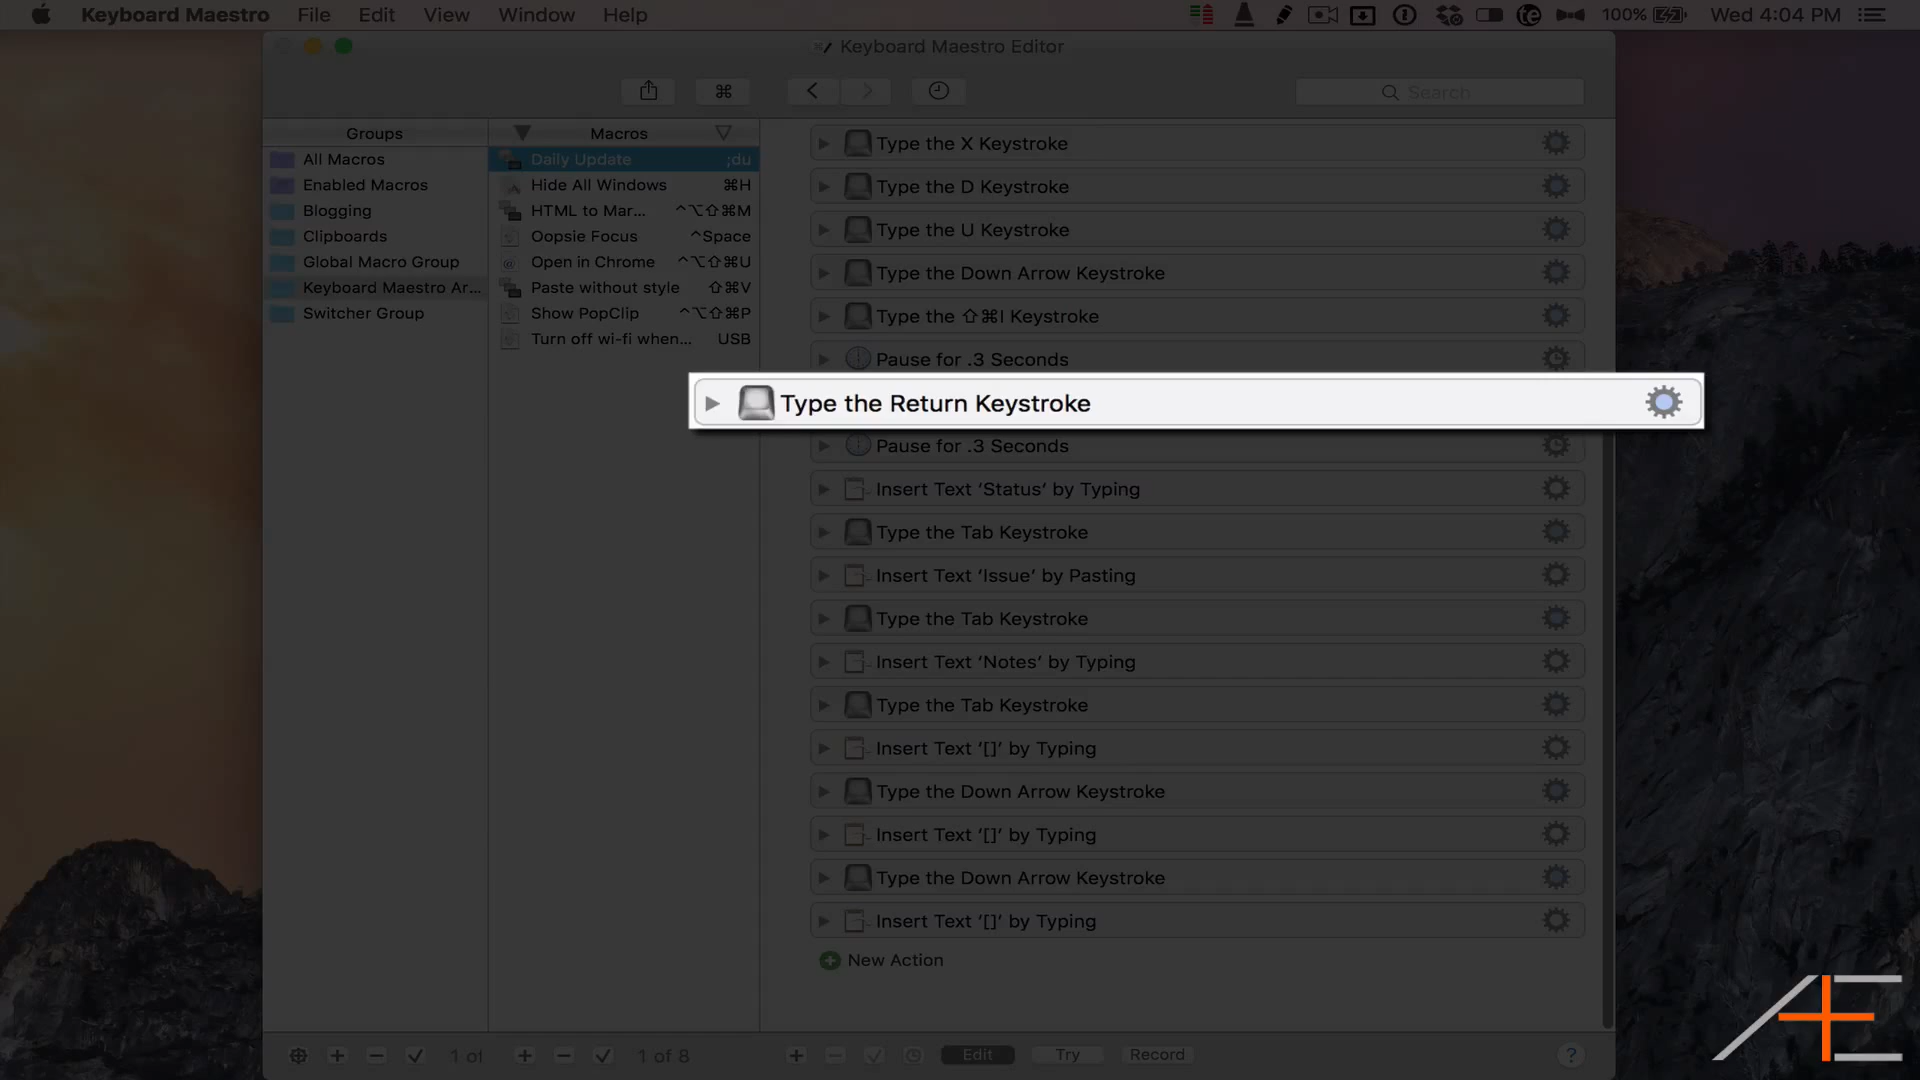 Keyboard Maestro File Edit View Window Help 100% Wed 4:04 PM
Keyboard Maestro Editor
Search
Groups
All Macros
Enabled Macros
Blogging
Clipboards
Global Macro Group
Keyboard Maestro Ar...
Switcher Group
Macros
Daily Update ;du
Hide All Windows ⌘H
HTML to Mar... ^⌥⇧⌘M
Oopsie Focus ^Space
Open in Chrome ^⌥⇧⌘U
Paste without style ⇧⌘V
Show PopClip ^⌥⇧⌘P
Turn off wi-fi when... USB
Type the X Keystroke
Type the D Keystroke
Type the U Keystroke
Type the Down Arrow Keystroke
Type the ⇧⌘I Keystroke
Pause for .3 Seconds
Type the Return Keystroke
Pause for .3 Seconds
Insert Text ‘Status’ by Typing
Type the Tab Keystroke
Insert Text ‘Issue’ by Pasting
Type the Tab Keystroke
Insert Text ‘Notes’ by Typing
Type the Tab Keystroke
Insert Text ‘[]’ by Typing
Type the Down Arrow Keystroke
Insert Text ‘[]’ by Typing
Type the Down Arrow Keystroke
Insert Text ‘[]’ by Typing
New Action
1 of 1 of 8 Edit Try Record ?
AE